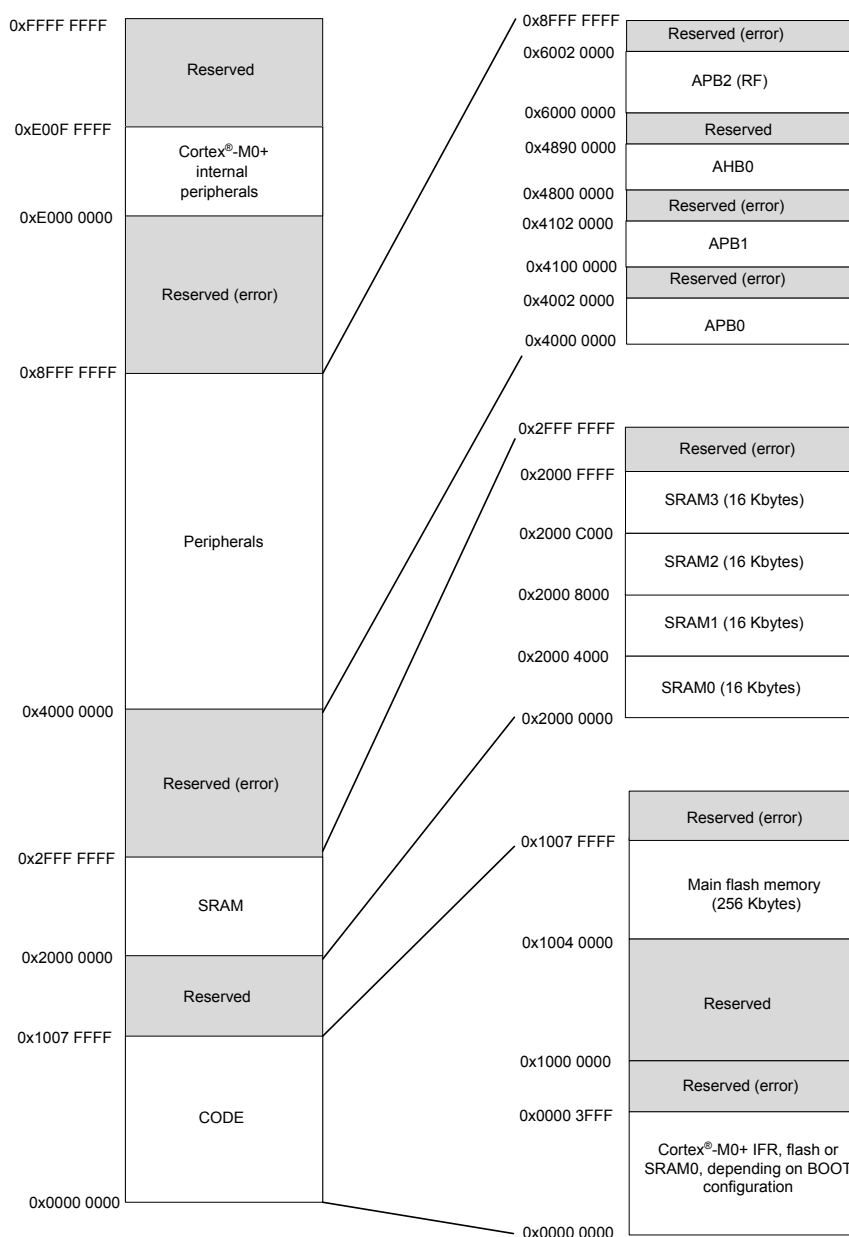 0xFFFF FFFF
Reserved
0xE00F FFFF
Cortex®-M0+
internal
peripherals
0xE000 0000
Reserved (error)
0x8FFF FFFF
Peripherals
0x4000 0000
Reserved (error)
0x2FFF FFFF
SRAM
0x2000 0000
Reserved
0x1007 FFFF
CODE
0x0000 0000
0x8FFF FFFF
Reserved (error)
0x6002 0000
APB2 (RF)
0x6000 0000
Reserved
0x4890 0000
AHB0
0x4800 0000
Reserved (error)
0x4102 0000
APB1
0x4100 0000
Reserved (error)
0x4002 0000
APB0
0x4000 0000
0x2FFF FFFF
Reserved (error)
0x2000 FFFF
SRAM3 (16 Kbytes)
0x2000 C000
SRAM2 (16 Kbytes)
0x2000 8000
SRAM1 (16 Kbytes)
0x2000 4000
SRAM0 (16 Kbytes)
0x2000 0000
Reserved (error)
0x1007 FFFF
Main flash memory
(256 Kbytes)
0x1004 0000
Reserved
0x1000 0000
Reserved (error)
0x0000 3FFF
Cortex®-M0+ IFR, flash or
SRAM0, depending on BOOT
configuration
0x0000 0000